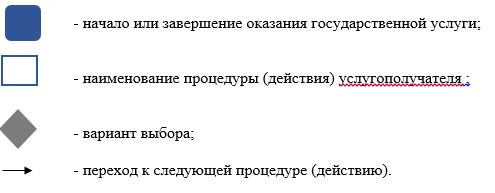 - начало или завершение оказания государственной услуги;
- наименование процедуры (действия) услугополучателя ;
- вариант выбора;
- переход к следующей процедуре (действию).